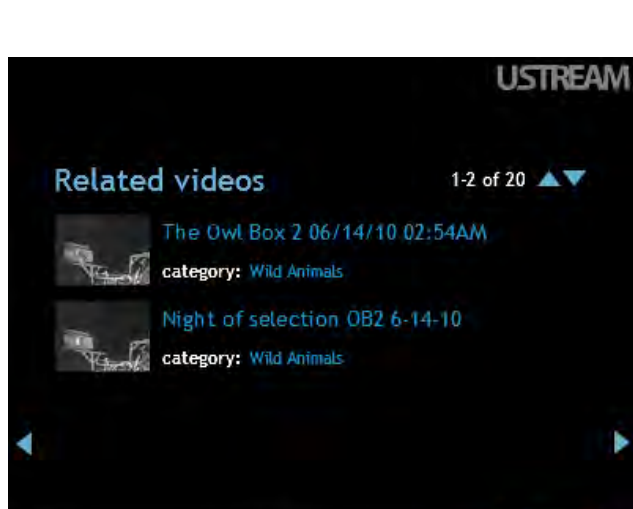 USTREAM
Related videos
1-2 of 20
The Owl Box 2 06/14/10 02:54AM
category: Wild Animals
Night of selection OB2 6-14-10
category: Wild Animals